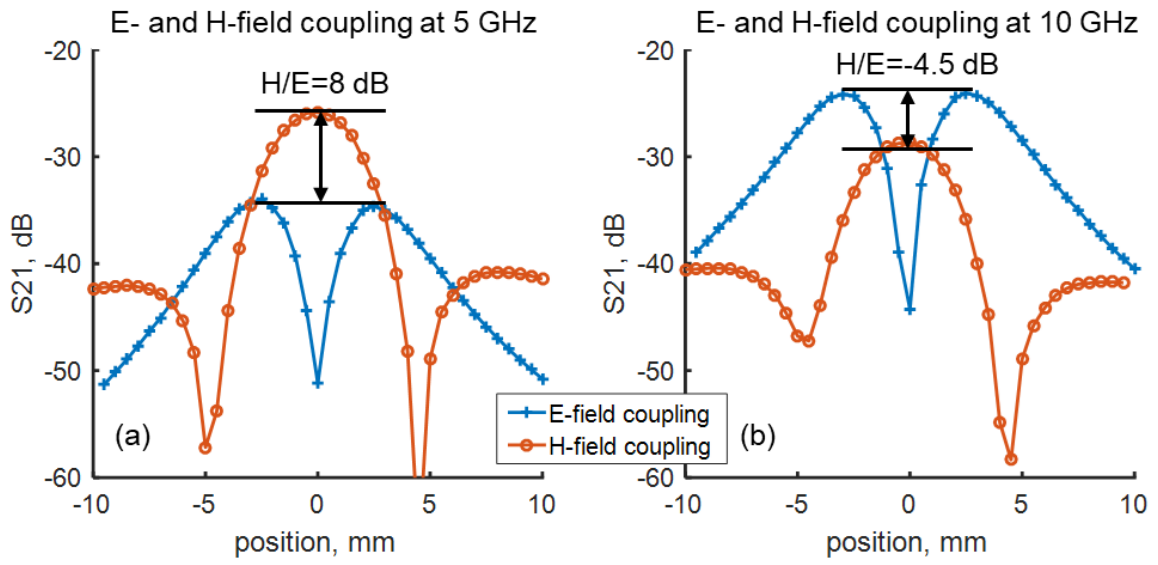 E- and H-field coupling at 5 GHz
H/E=8 dB
-20
-30
-40
-50
-60
S21, dB
(a)
-10
-5
0
5
10
position, mm
E- and H-field coupling at 10 GHz
H/E=-4.5 dB
-20
-30
-40
-50
-60
S21, dB
(b)
-10
-5
0
5
10
position, mm
E-field coupling
H-field coupling